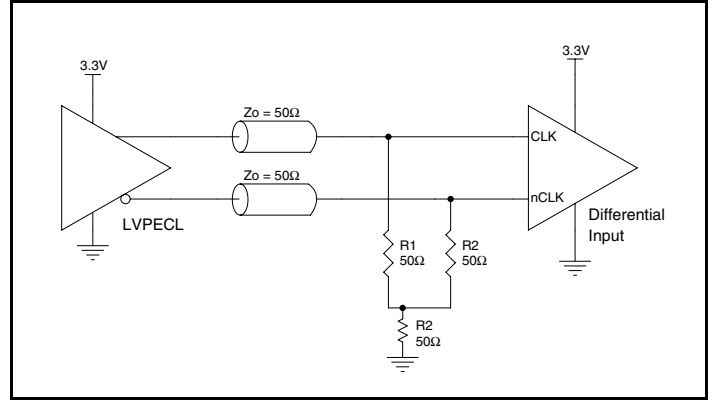 3.3V
3.3V
Zo = 50Ω
CLK
Zo = 50Ω
nCLK
LVPECL
Differential
Input
R1
50Ω
R2
50Ω
R2
50Ω